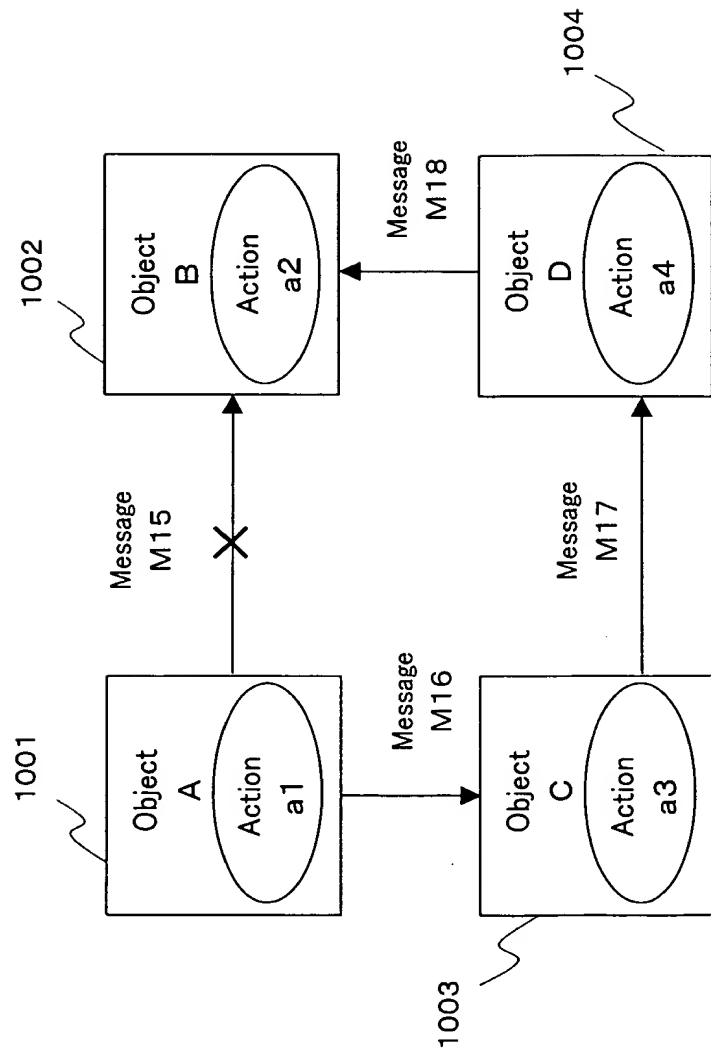 1001
Object
A
Action
a1
Message
M15
1002
Object
B
Action
a2
Message
M16
Message
M18
1003
Object
C
Action
a3
Message
M17
Object
D
Action
a4
1004